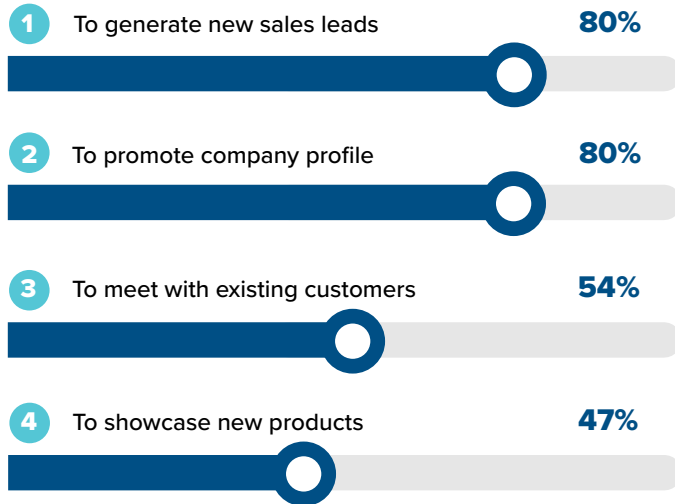 1 To generate new sales leads 80%
2 To promote company profile 80%
3 To meet with existing customers 54%
4 To showcase new products 47%